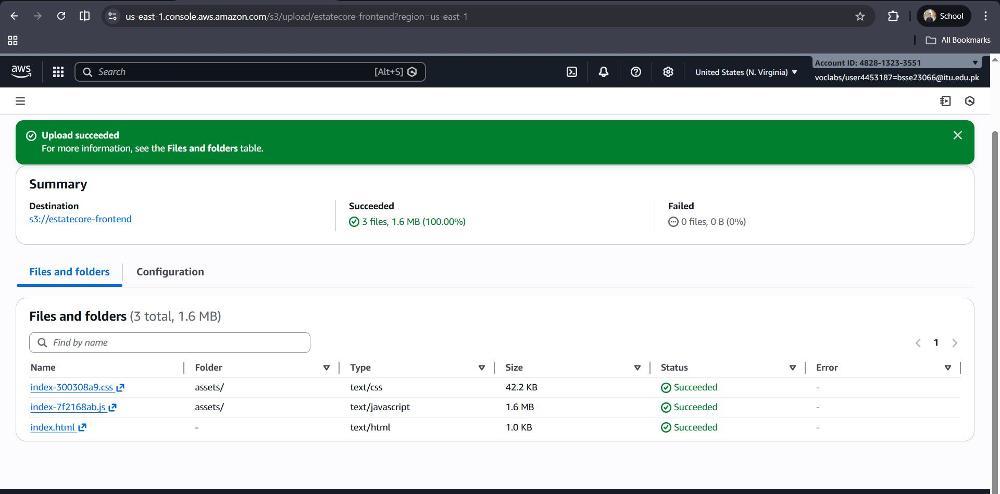 us-east-1.console.aws.amazon.com/s3/upload/estatecore-frontend?region=us-east-1
School
All Bookmarks
aws
Search
[Alt+S]
United States (N. Virginia)
Account ID: 4828-1323-3551
voclabs/user4453187=bsse23066@itu.edu.pk
Upload succeeded
For more information, see the Files and folders table.
Summary
Destination
s3://estatecore-frontend
Succeeded
3 files, 1.6 MB (100.00%)
Failed
0 files, 0 B (0%)
Files and folders
Configuration
Files and folders (3 total, 1.6 MB)
Find by name
1
Name Folder Type Size Status Error
index-300308a9.css assets/ text/css 42.2 KB Succeeded -
index-7f2168ab.js assets/ text/javascript 1.6 MB Succeeded -
index.html - text/html 1.0 KB Succeeded -